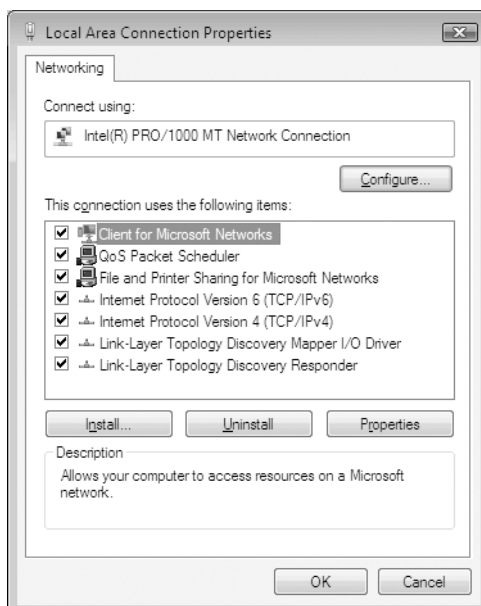 Local Area Connection Properties
Networking
Connect using:
Intel(R) PRO/1000 MT Network Connection
Configure...
This connection uses the following items:
Client for Microsoft Networks
QoS Packet Scheduler
File and Printer Sharing for Microsoft Networks
Internet Protocol Version 6 (TCP/IPv6)
Internet Protocol Version 4 (TCP/IPv4)
Link-Layer Topology Discovery Mapper I/O Driver
Link-Layer Topology Discovery Responder
Install... Uninstall Properties
Description
Allows your computer to access resources on a Microsoft
network.
OK Cancel